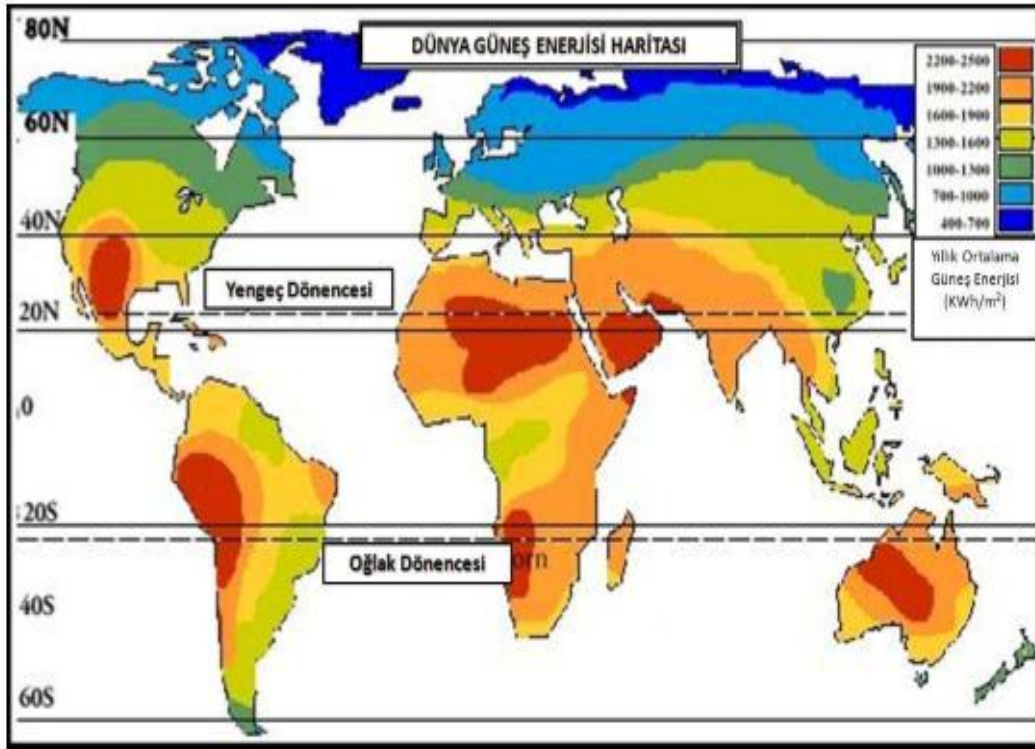 80N
DÜNYA GÜNEŞ ENERJİSİ HARİTASI
2200-2500
1900-2200
1600-1900
1300-1600
1000-1300
700-1000
400-700
60N
40N
Yıllık Ortalama
Güneş Enerjisi
(KWh/m²)
Yengeç Dönencesi
20N
0
20S
Oğlak Dönencesi
orn
40S
60S